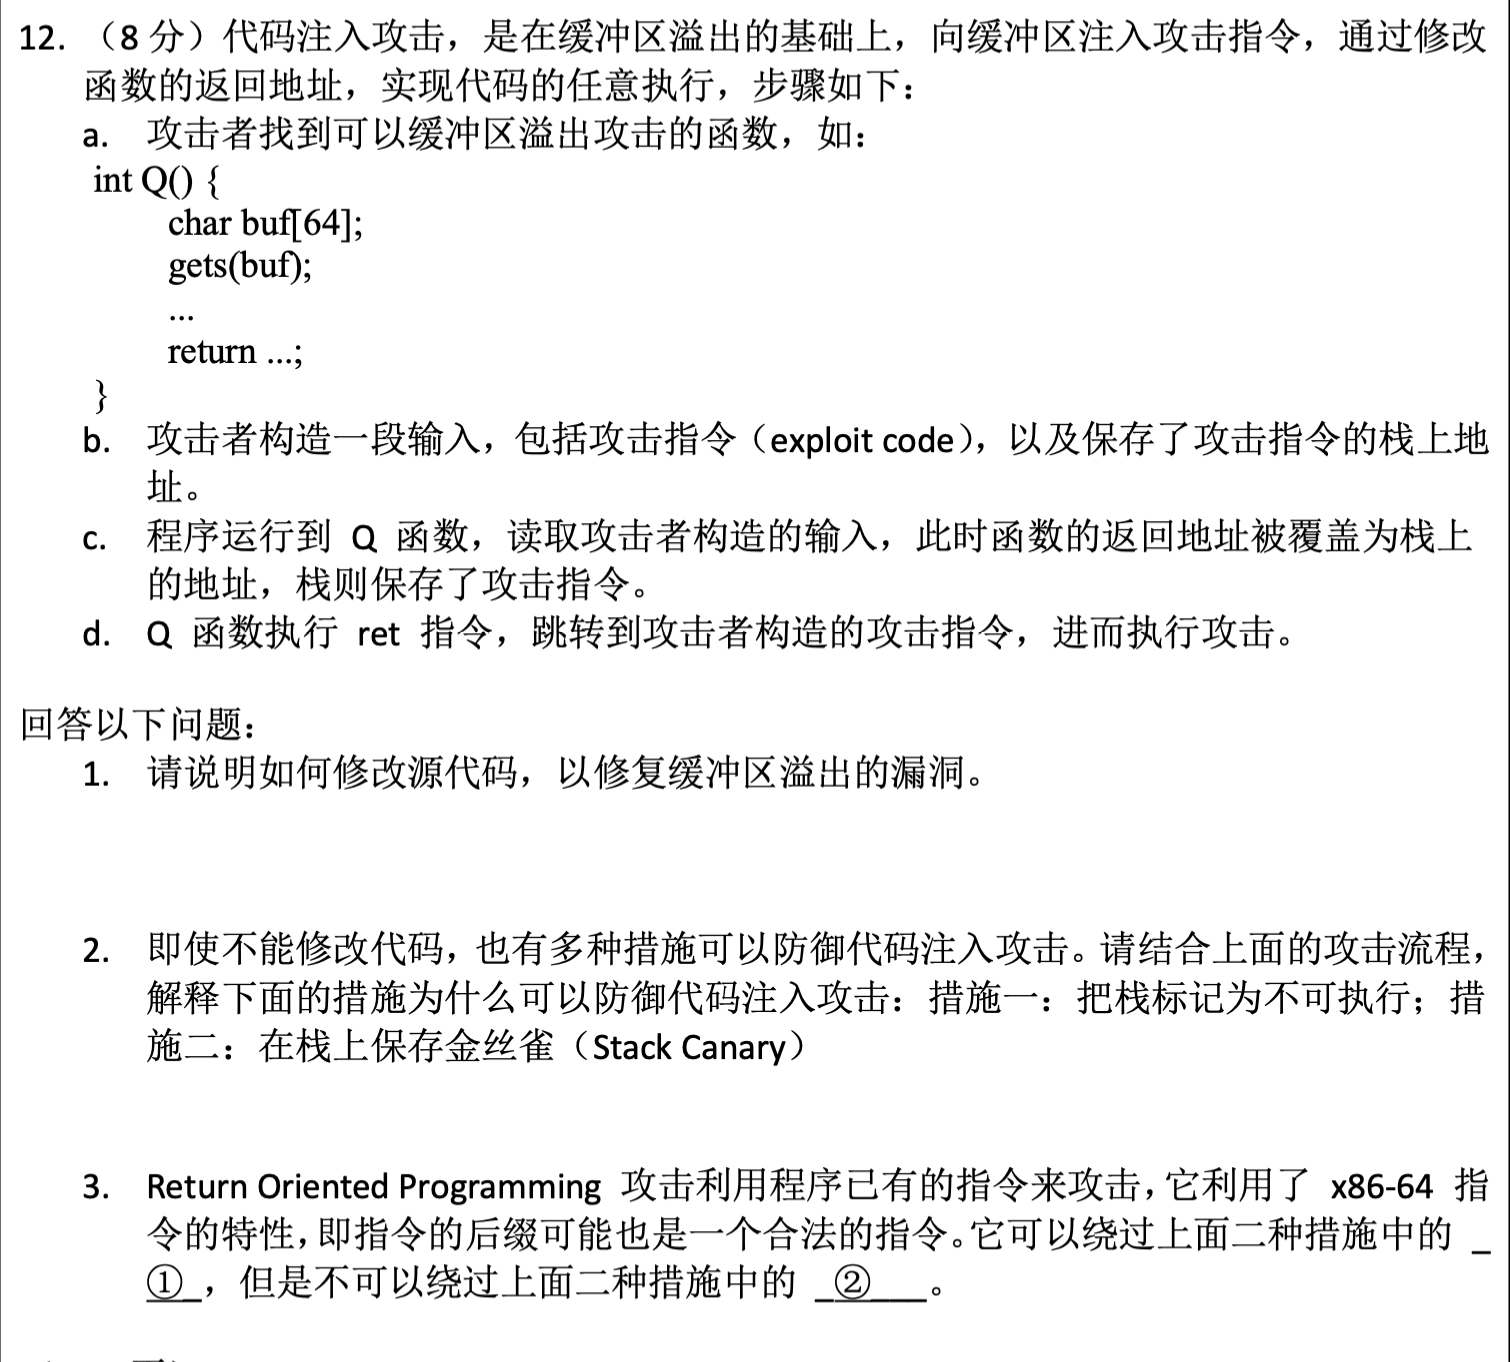 12. （8 分）代码注入攻击，是在缓冲区溢出的基础上，向缓冲区注入攻击指令，通过修改
函数的返回地址，实现代码的任意执行，步骤如下：
a. 攻击者找到可以缓冲区溢出攻击的函数，如：
int Q() {
char buf[64];
gets(buf);
...
return ...;
}
b. 攻击者构造一段输入，包括攻击指令（exploit code），以及保存了攻击指令的栈上地
址。
c. 程序运行到 Q 函数，读取攻击者构造的输入，此时函数的返回地址被覆盖为栈上
的地址，栈则保存了攻击指令。
d. Q 函数执行 ret 指令，跳转到攻击者构造的攻击指令，进而执行攻击。
回答以下问题：
1. 请说明如何修改源代码，以修复缓冲区溢出的漏洞。
2. 即使不能修改代码，也有多种措施可以防御代码注入攻击。请结合上面的攻击流程，
解释下面的措施为什么可以防御代码注入攻击：措施一：把栈标记为不可执行；措
施二：在栈上保存金丝雀（Stack Canary）
3. Return Oriented Programming 攻击利用程序已有的指令来攻击，它利用了 x86-64 指
令的特性，即指令的后缀可能也是一个合法的指令。它可以绕过上面二种措施中的 _
①_，但是不可以绕过上面二种措施中的 _②___。